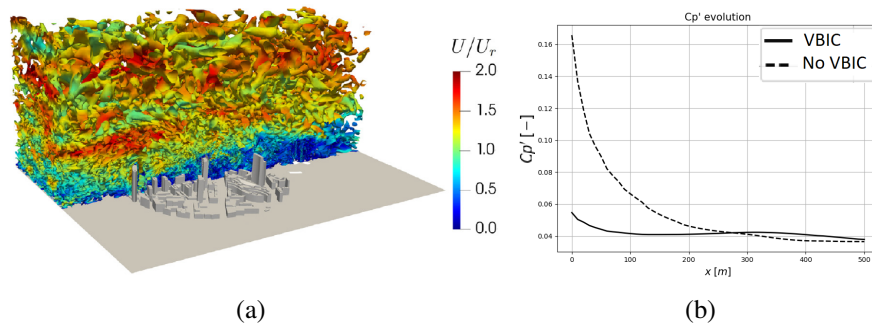 U/U_r
2.0
1.5
1.0
0.5
0.0
(a)
Cp' evolution
VBIC
No VBIC
Cp' [−]
0.16
0.14
0.12
0.10
0.08
0.06
0.04
0
100
200
300
400
500
x [m]
(b)